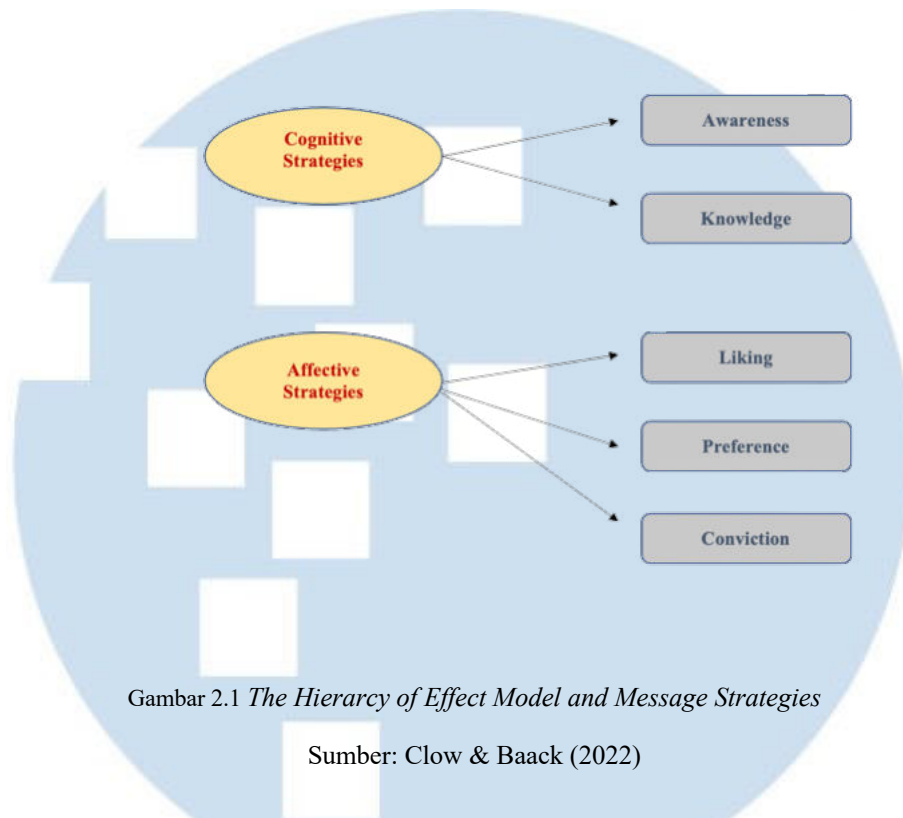 Cognitive
Strategies
Awareness
Knowledge
Affective
Strategies
Liking
Preference
Conviction
Gambar 2.1 The Hierarcy of Effect Model and Message Strategies
Sumber: Clow & Baack (2022)